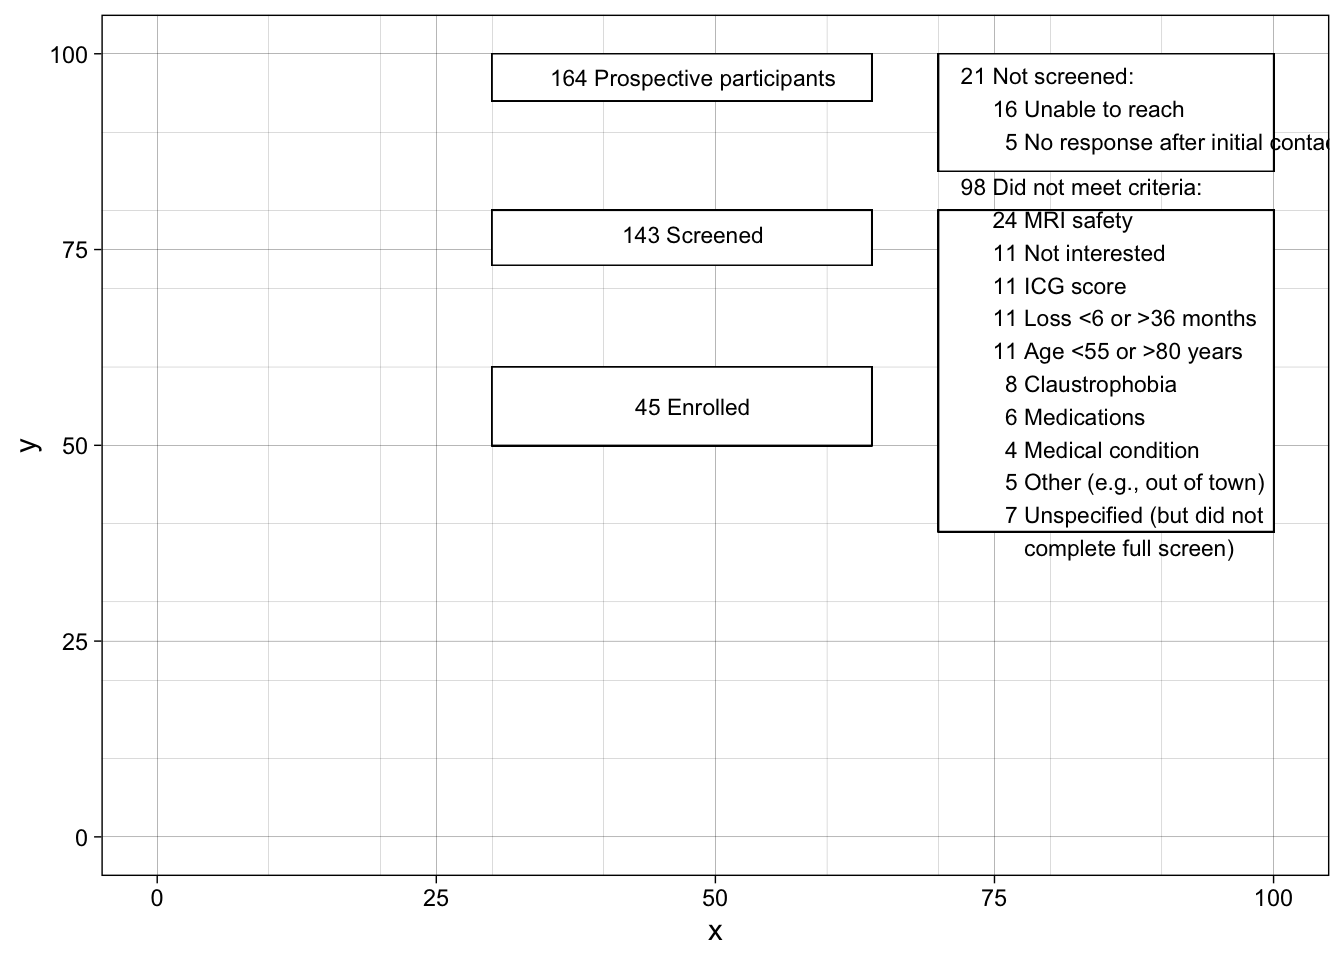 164 Prospective participants
21 Not screened:
16 Unable to reach
5 No response after initial conta
98 Did not meet criteria:
24 MRI safety
11 Not interested
11 ICG score
11 Loss <6 or >36 months
11 Age <55 or >80 years
8 Claustrophobia
6 Medications
4 Medical condition
5 Other (e.g., out of town)
7 Unspecified (but did not
complete full screen)
143 Screened
45 Enrolled
100
75
50
25
0
y
0 25 50 75 100
x